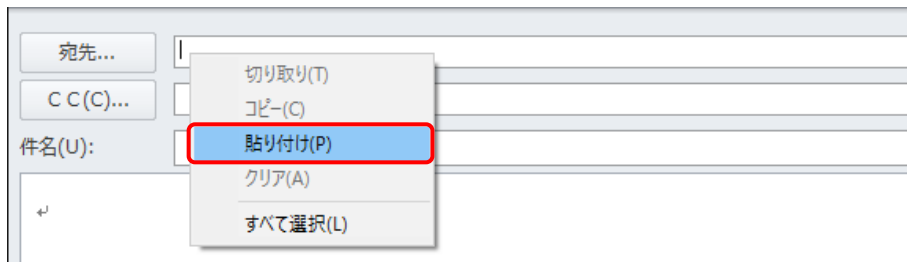 宛先...
ＣＣ(C)...
件名(U):
切り取り(T)
コピー(C)
貼り付け(P)
クリア(A)
すべて選択(L)